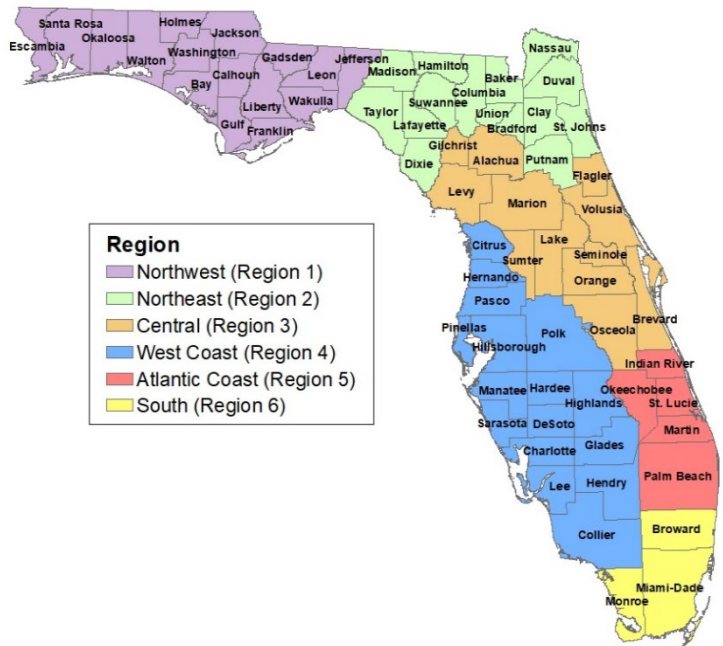 Holmes
Santa Rosa
Jackson
Okaloosa
Escambia
Washington
Walton
Gadsden
Jefferson
Calhoun
Leon
Bay
Wakulla
Liberty
Gulf
Franklin
Nassau
Hamilton
Madison
Baker
Duval
Columbia
Suwannee
Taylor
Union
Clay
Lafayette
Bradford
St. Johns
Gilchrist
Alachua
Putnam
Dixie
Flagler
Levy
Marion
Volusia
Citrus
Lake
Sumter
Seminole
Hernando
Orange
Pasco
Brevard
Pinellas
Polk
Osceola
Hillsborough
Indian River
Manatee
Hardee
Okeechobee
Highlands
St. Lucie
Sarasota
DeSoto
Martin
Charlotte
Glades
Palm Beach
Lee
Hendry
Collier
Broward
Miami-Dade
Monroe
Region
Northwest (Region 1)
Northeast (Region 2)
Central (Region 3)
West Coast (Region 4)
Atlantic Coast (Region 5)
South (Region 6)